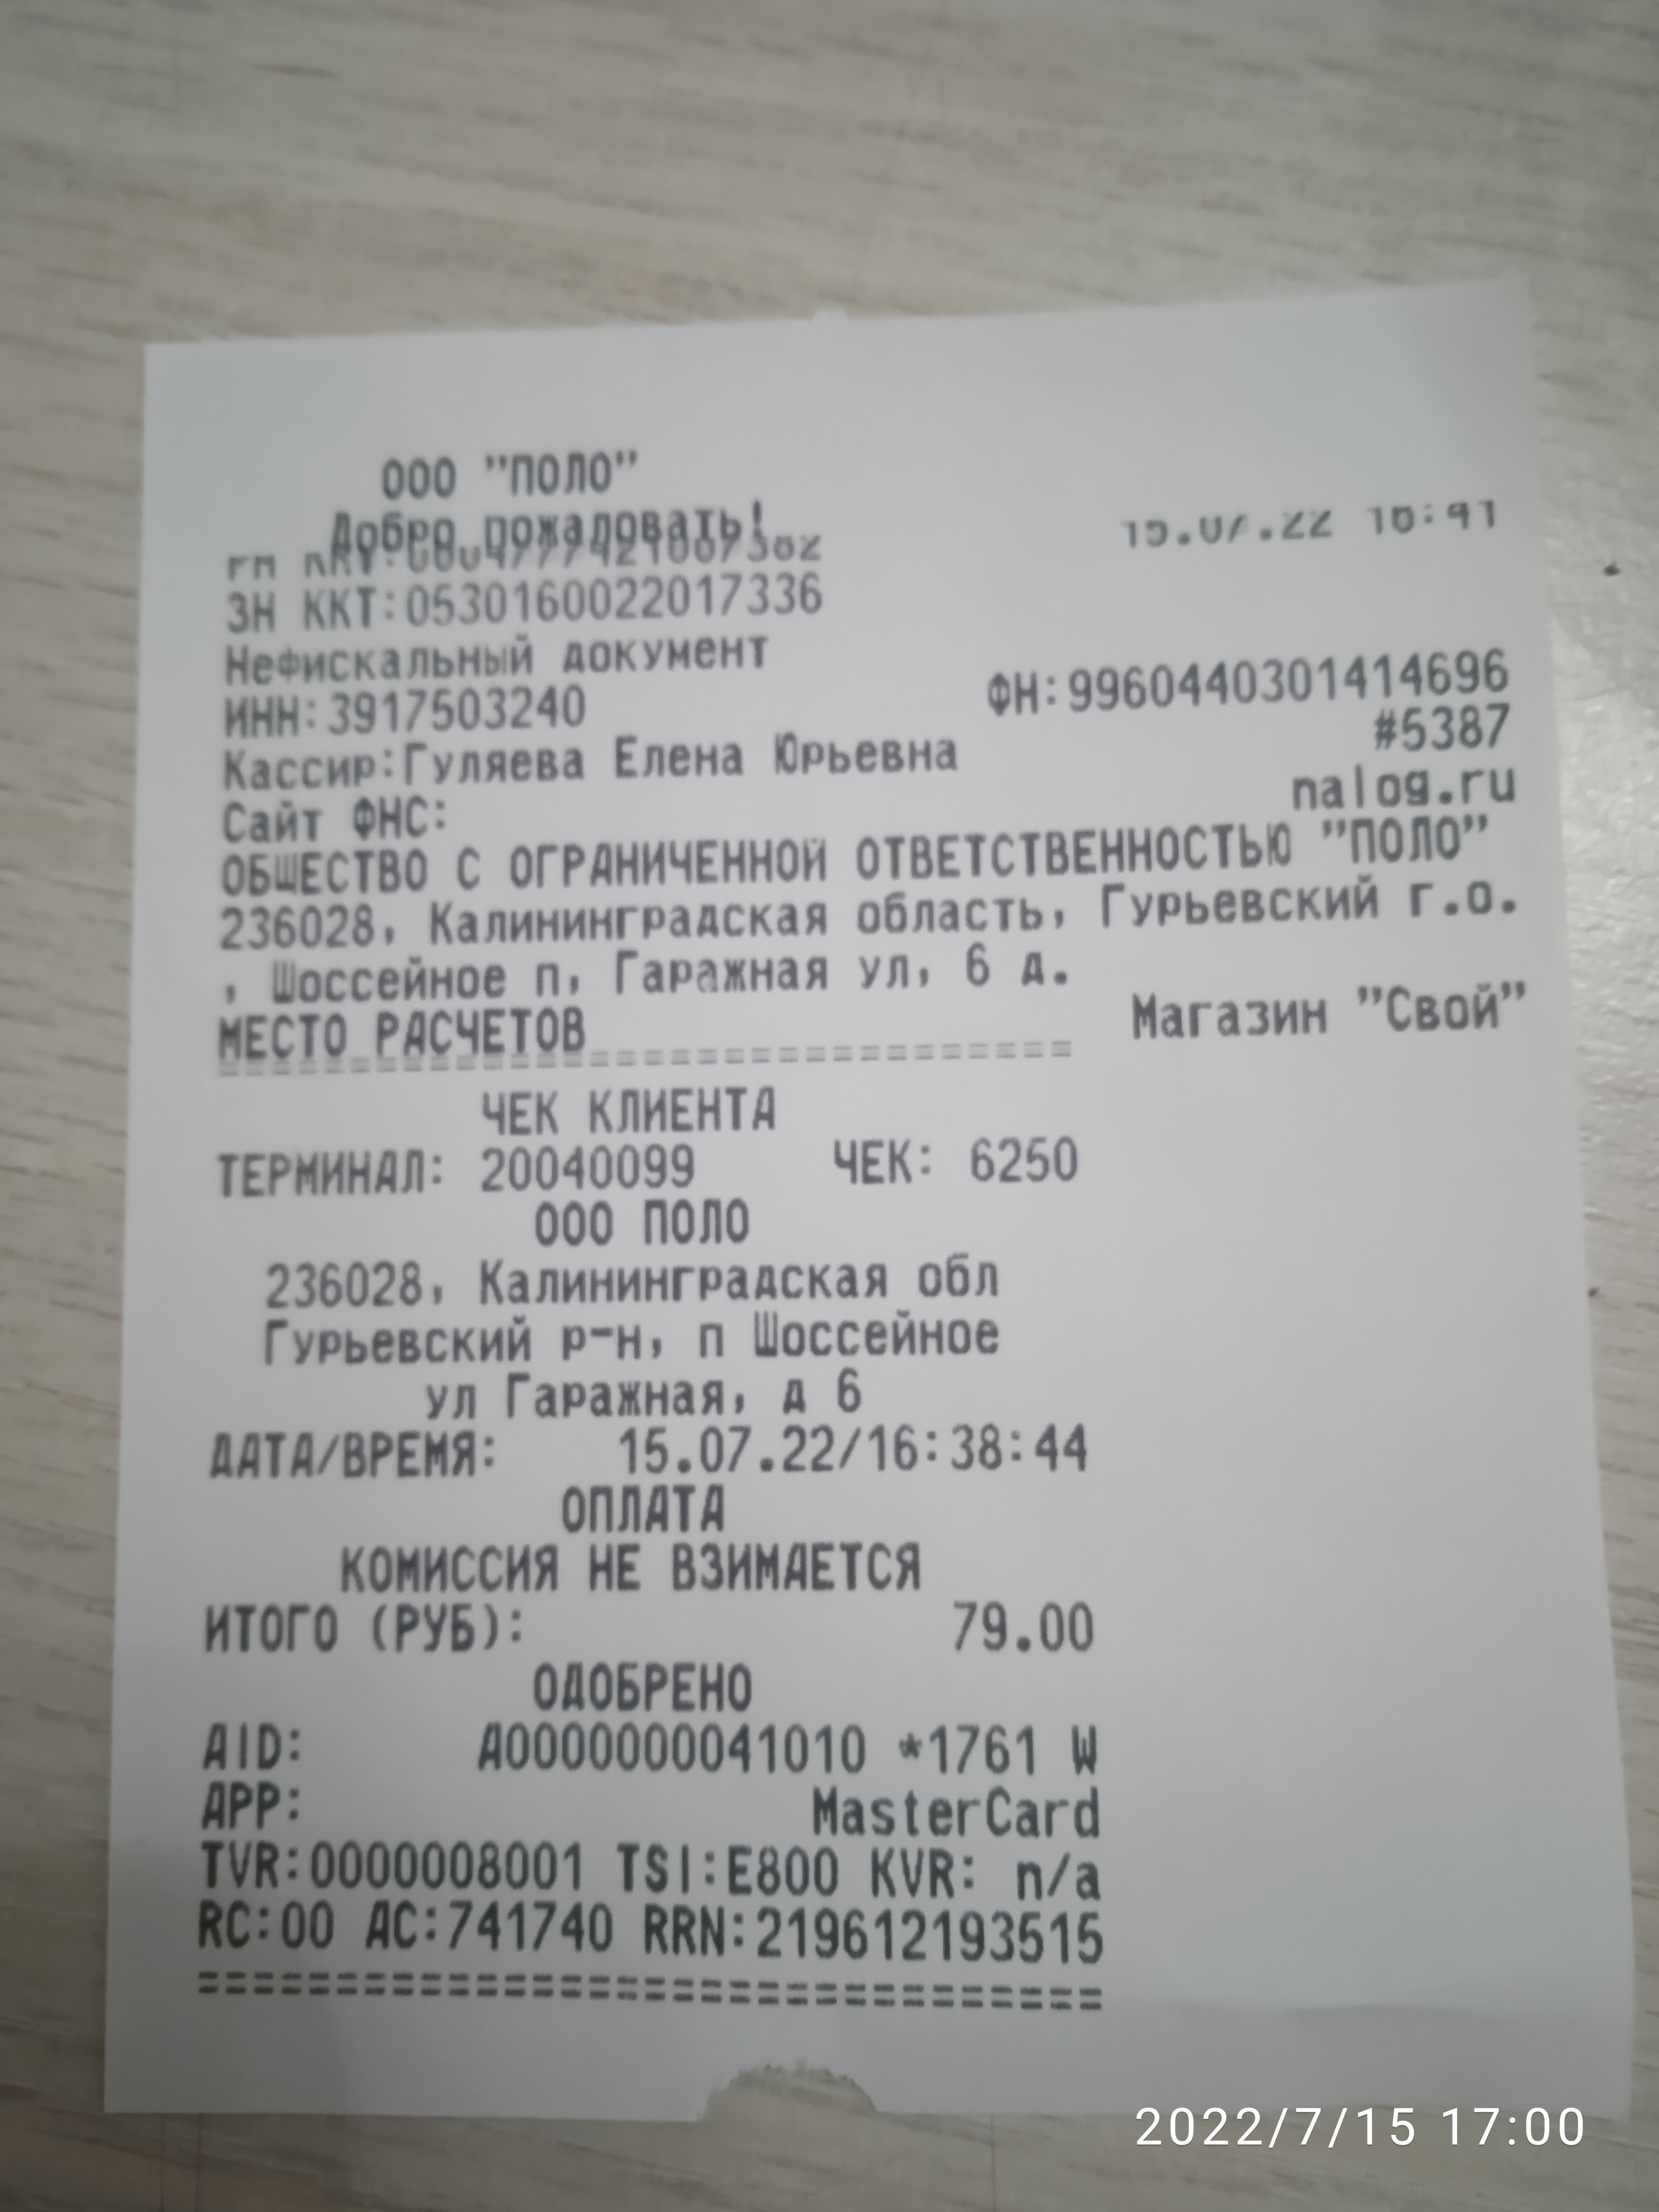 ООО "ПОЛО"
Добро пожаловать!
ЗН ККТ:0530160022017336
Нефискальный документ
ИНН:3917503240 ФН:9960440301414696
#5387
Кассир:Гуляева Елена Юрьевна
Сайт ФНС: nalog.ru
ОБЩЕСТВО С ОГРАНИЧЕННОЙ ОТВЕТСТВЕННОСТЬЮ "ПОЛО"
236028, Калининградская область, Гурьевский г.о.
, Шоссейное п, Гаражная ул, 6 д.
МЕСТО РАСЧЕТОВ Магазин "Свой"
================================
ЧЕК КЛИЕНТА
ТЕРМИНАЛ: 20040099 ЧЕК: 6250
ООО ПОЛО
236028, Калининградская обл
Гурьевский р-н, п Шоссейное
ул Гаражная, д 6
ДАТА/ВРЕМЯ: 15.07.22/16:38:44
ОПЛАТА
КОМИССИЯ НЕ ВЗИМАЕТСЯ
ИТОГО (РУБ): 79.00
ОДОБРЕНО
AID: A0000000041010 *1761 W
APP: MasterCard
TVR:0000008001 TSI:E800 KVR: n/a
RC:00 AC:741740 RRN:219612193515
================================
2022/7/15 17:00